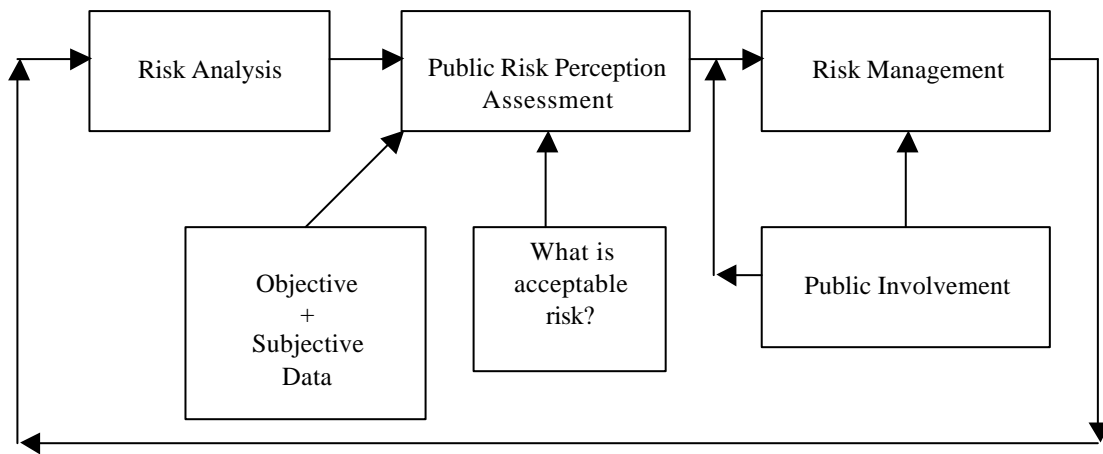 Risk Analysis
Public Risk Perception
Assessment
Risk Management
Objective
+
Subjective
Data
What is
acceptable
risk?
Public Involvement